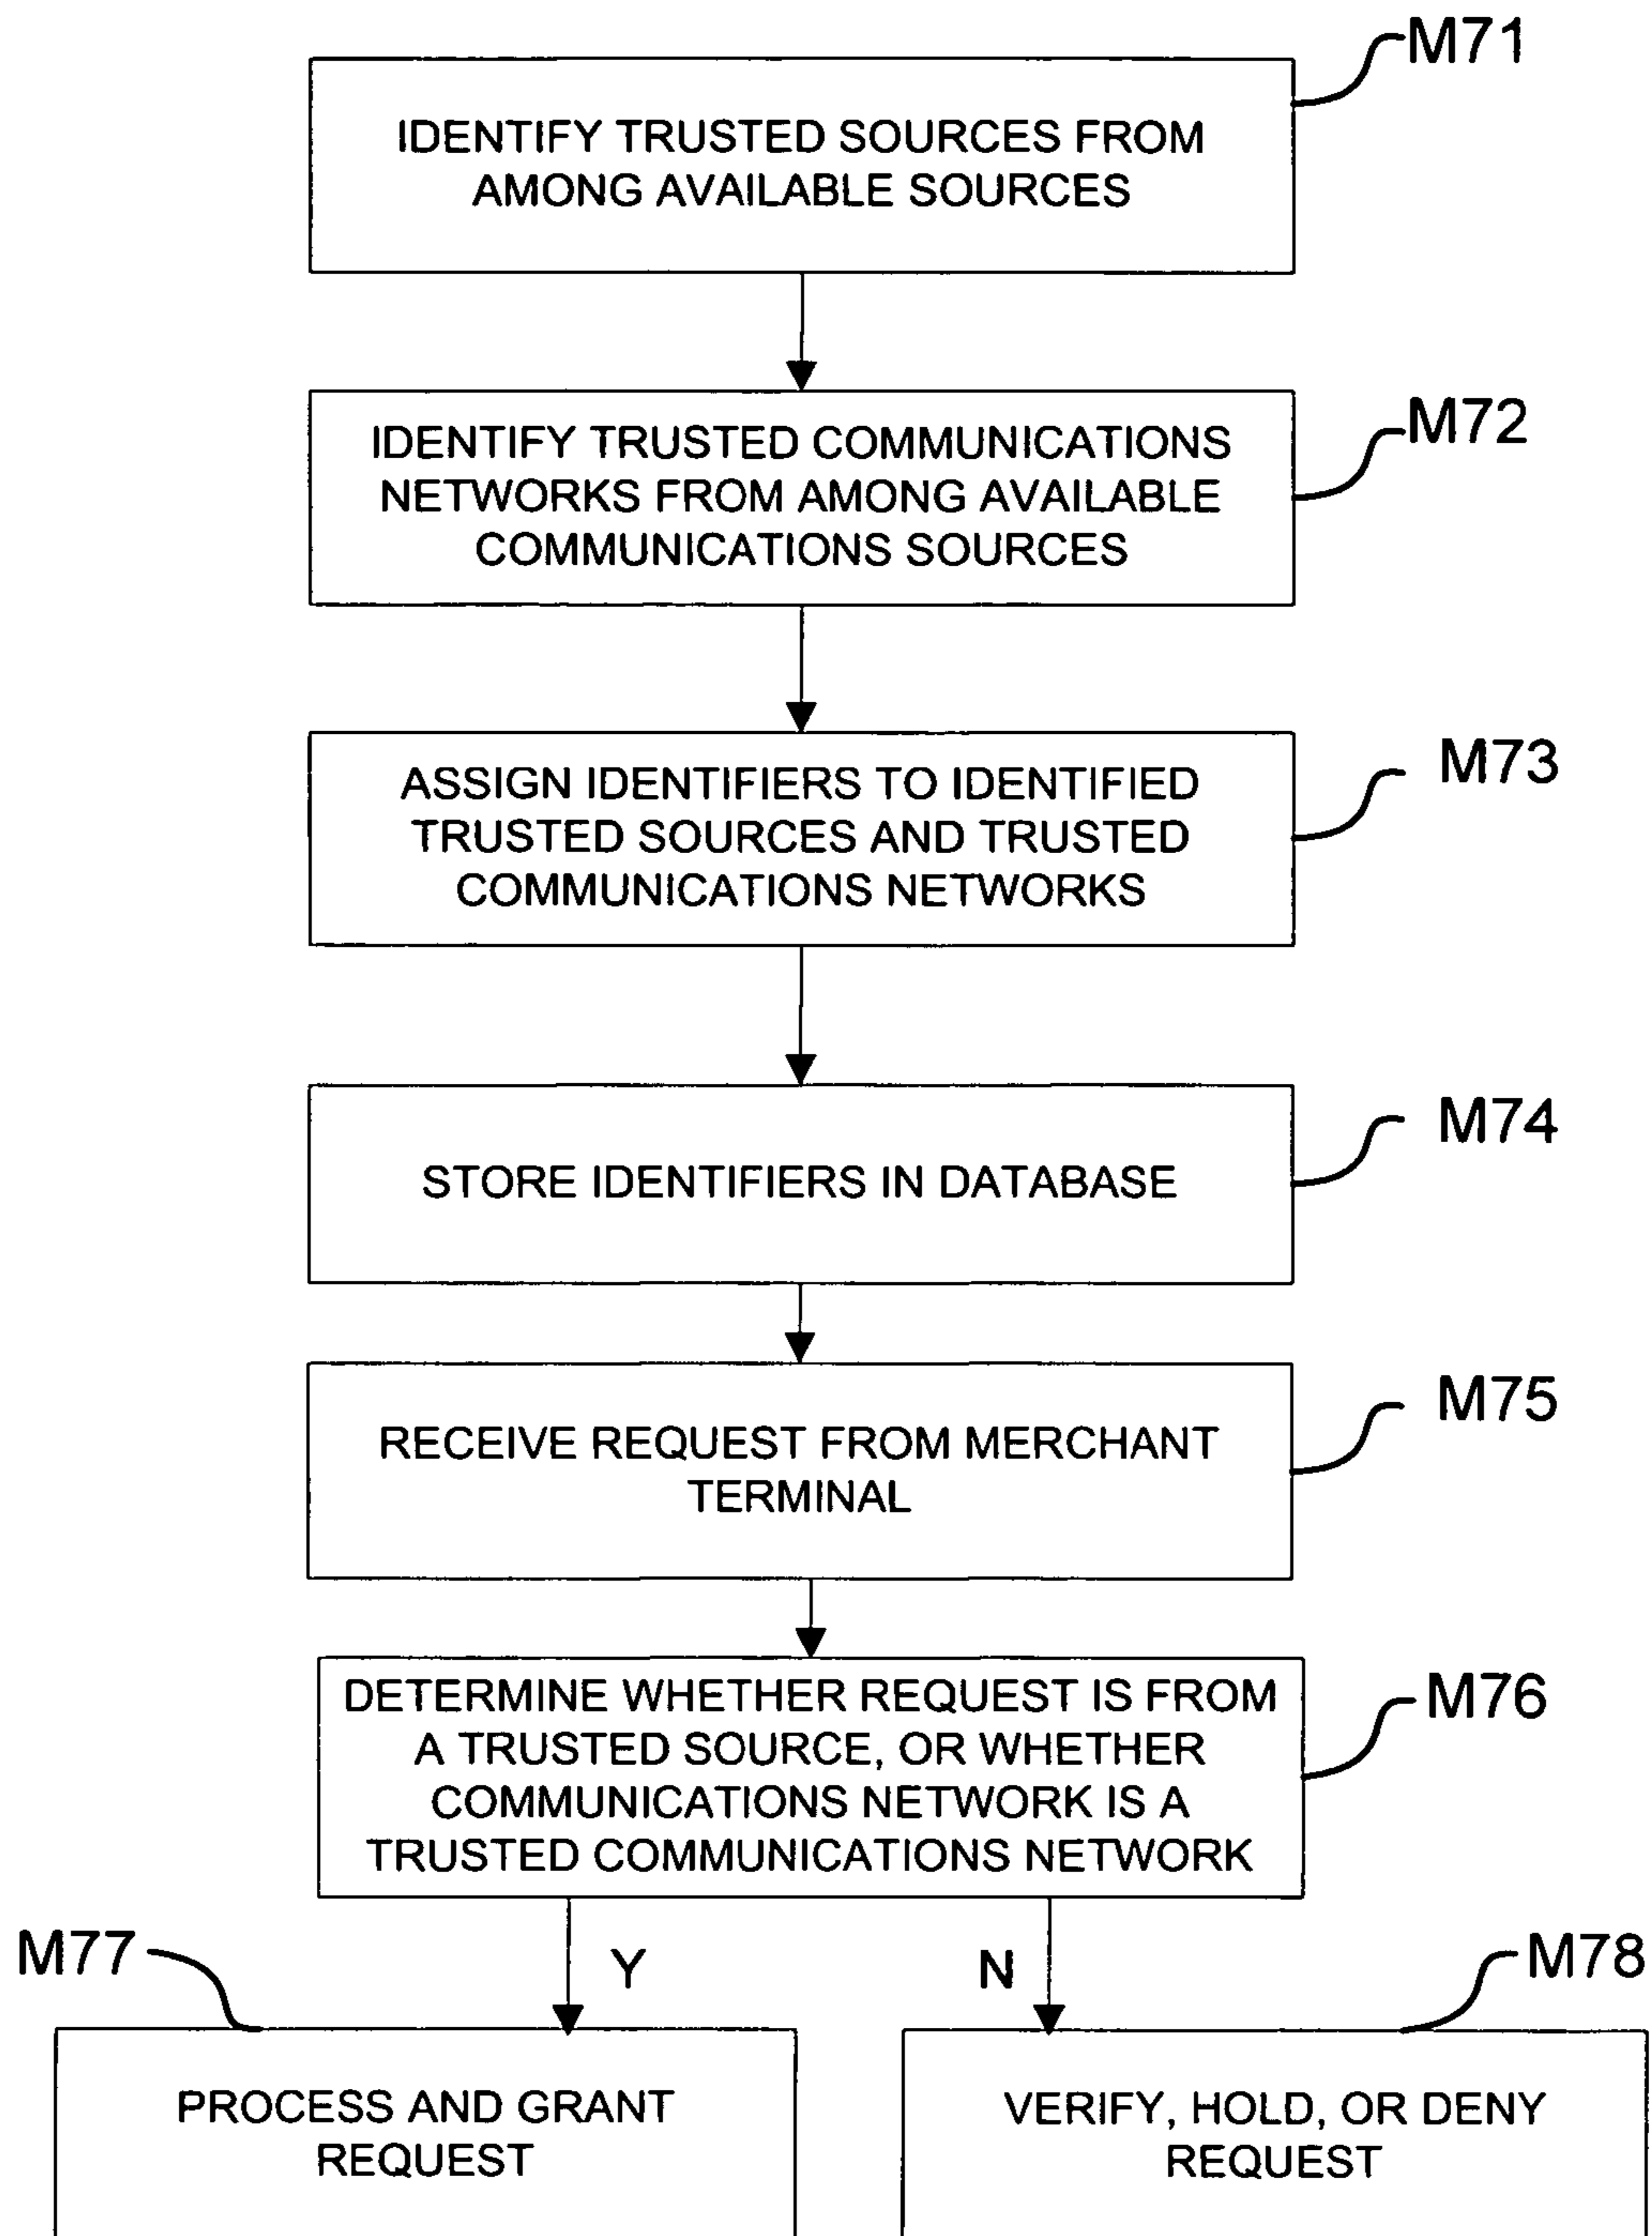 M71
IDENTIFY TRUSTED SOURCES FROM
AMONG AVAILABLE SOURCES
M72
IDENTIFY TRUSTED COMMUNICATIONS
NETWORKS FROM AMONG AVAILABLE
COMMUNICATIONS SOURCES
M73
ASSIGN IDENTIFIERS TO IDENTIFIED
TRUSTED SOURCES AND TRUSTED
COMMUNICATIONS NETWORKS
M74
STORE IDENTIFIERS IN DATABASE
M75
RECEIVE REQUEST FROM MERCHANT
TERMINAL
M76
DETERMINE WHETHER REQUEST IS FROM
A TRUSTED SOURCE, OR WHETHER
COMMUNICATIONS NETWORK IS A
TRUSTED COMMUNICATIONS NETWORK
M77
Y
N
M78
PROCESS AND GRANT
REQUEST
VERIFY, HOLD, OR DENY
REQUEST